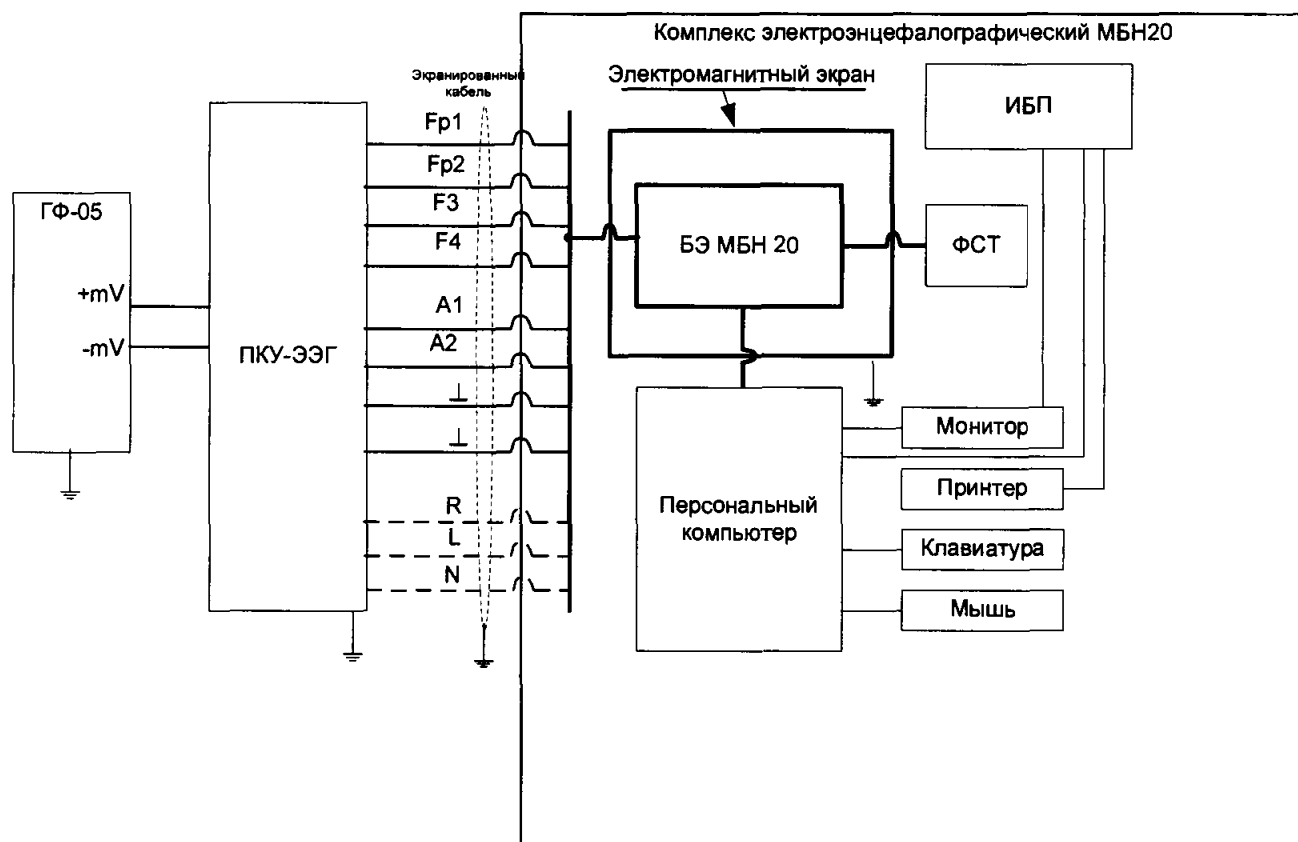 Комплекс электроэнцефалографический МБН20
Экранированный
кабель
Электромагнитный экран
ИБП
Fp1
Fp2
F3
F4
A1
A2
R
L
N
ГФ-05
+mV
-mV
ПКУ-ЭЭГ
БЭ МБН 20
ФСТ
Персональный
компьютер
Монитор
Принтер
Клавиатура
Мышь